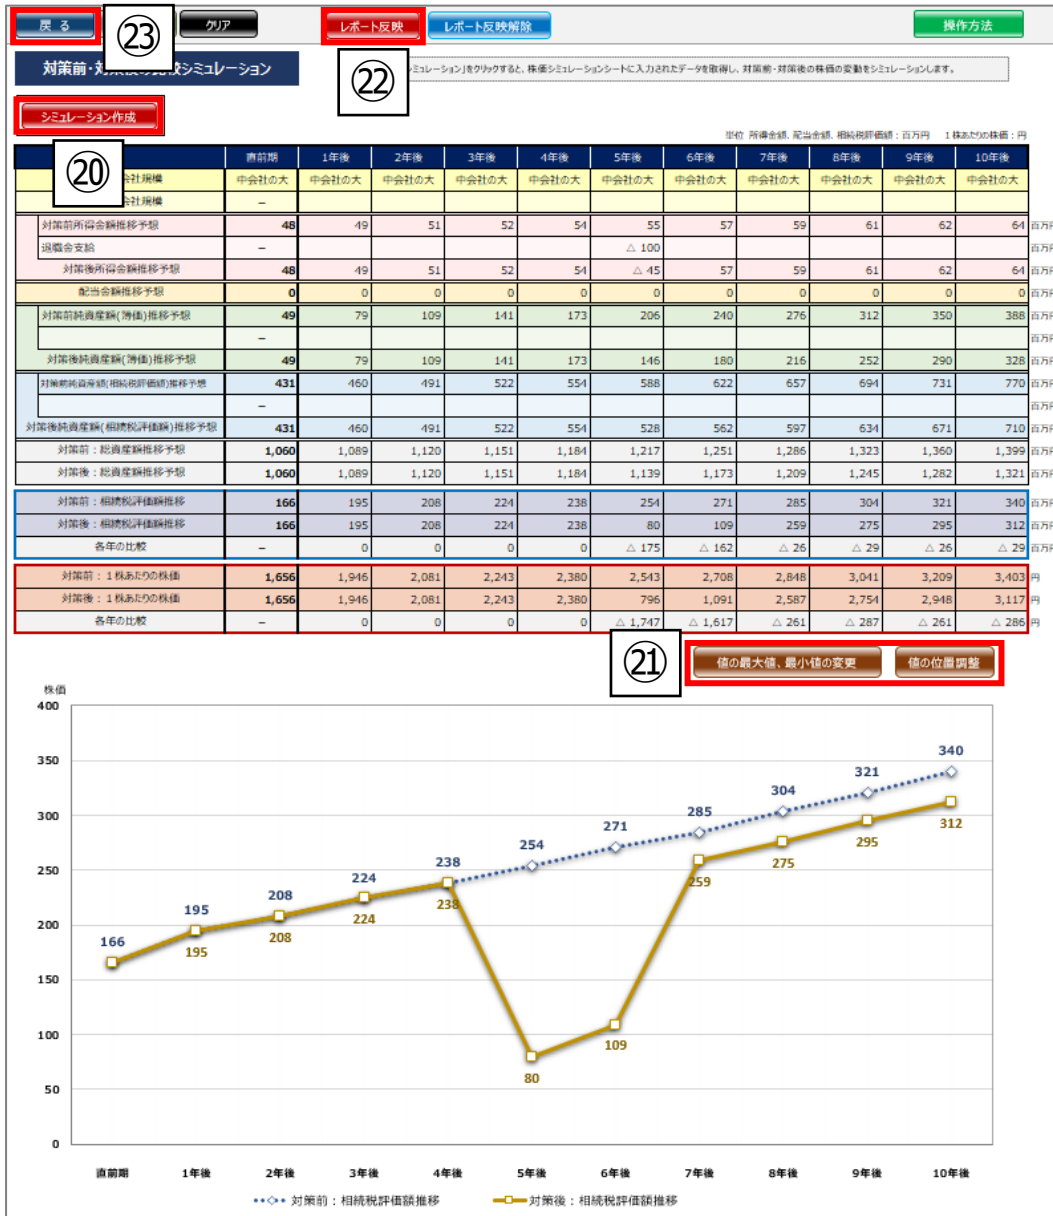 戻 る
㉓
クリア
レポート反映
レポート反映解除
操作方法
㉒
ミュレーション
シミュレーション」をクリックすると、株価シミュレーションシートに入力されたデータを取得し、対策前・対策後の株価の変動をシミュレーションします。
シミュレーション作成
⑳
単位 所得金額、配当金額、相続税評価額：百万円 1株あたりの株価：円
直前期 1年後 2年後 3年後 4年後 5年後 6年後 7年後 8年後 9年後 10年後
会社規模 中会社の大 中会社の大 中会社の大 中会社の大 中会社の大 中会社の大 中会社の大 中会社の大 中会社の大 中会社の大 中会社の大
会社規模 －
対策前所得金額推移予想 48 49 51 52 54 55 57 59 61 62 64 百万円
退職金支給 － △ 100 百万円
対策後所得金額推移予想 48 49 51 52 54 △ 45 57 59 61 62 64 百万円
配当金額推移予想 0 0 0 0 0 0 0 0 0 0 0 百万円
対策前純資産額(簿価)推移予想 49 79 109 141 173 206 240 276 312 350 388 百万円
－ 百万円
対策後純資産額(簿価)推移予想 49 79 109 141 173 146 180 216 252 290 328 百万円
対策前純資産額(相続税評価額)推移予想 431 460 491 522 554 588 622 657 694 731 770 百万円
－ 百万円
対策後純資産額(相続税評価額)推移予想 431 460 491 522 554 528 562 597 634 671 710 百万円
対策前：総資産額推移予想 1,060 1,089 1,120 1,151 1,184 1,217 1,251 1,286 1,323 1,360 1,399 百万円
対策後：総資産額推移予想 1,060 1,089 1,120 1,151 1,184 1,139 1,173 1,209 1,245 1,282 1,321 百万円
対策前：相続税評価額推移 166 195 208 224 238 254 271 285 304 321 340 百万円
対策後：相続税評価額推移 166 195 208 224 238 80 109 259 275 295 312 百万円
各年の比較 － 0 0 0 0 △ 175 △ 162 △ 26 △ 29 △ 26 △ 29 百万円
対策前：1株あたりの株価 1,656 1,946 2,081 2,243 2,380 2,543 2,708 2,848 3,041 3,209 3,403 円
対策後：1株あたりの株価 1,656 1,946 2,081 2,243 2,380 796 1,091 2,587 2,754 2,948 3,117 円
各年の比較 － 0 0 0 0 △ 1,747 △ 1,617 △ 261 △ 287 △ 261 △ 286 円
㉑
値の最大値、最小値の変更
値の位置調整
株価
400
350
300
250
200
150
100
50
0
166 195 208 224 238 254 271 285 304 321 340
195 208 224 238 80 109 259 275 295 312
直前期 1年後 2年後 3年後 4年後 5年後 6年後 7年後 8年後 9年後 10年後
対策前：相続税評価額推移
対策後：相続税評価額推移